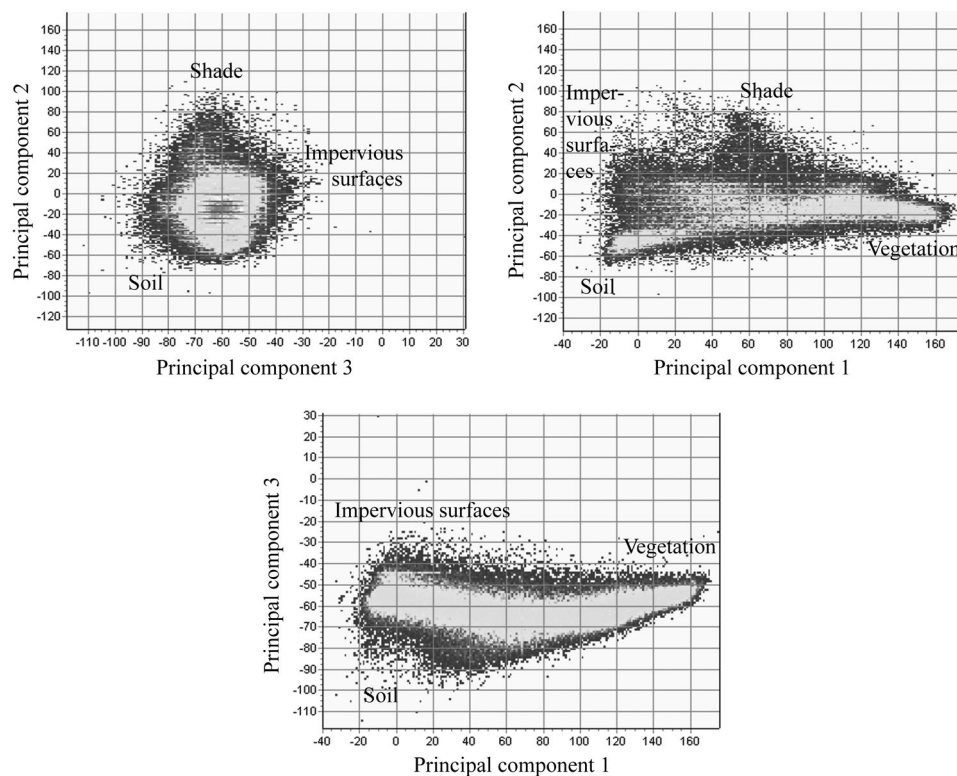 160
140
120
100
80
60
40
20
0
-20
-40
-60
-80
-100
-120
Principal component 2
Shade
Impervious
surfaces
Soil
-110 -100 -90 -80 -70 -60 -50 -40 -30 -20 -10 0 10 20 30
Principal component 3
160
140
120
100
80
60
40
20
0
-20
-40
-60
-80
-100
-120
Principal component 2
Imper-
vious
surfa-
ces
Shade
Vegetation
Soil
-40 -20 0 20 40 60 80 100 120 140 160
Principal component 1
30
20
10
0
-10
-20
-30
-40
-50
-60
-70
-80
-90
-100
-110
Principal component 3
Impervious surfaces
Vegetation
Soil
-40 -20 0 20 40 60 80 100 120 140 160
Principal component 1